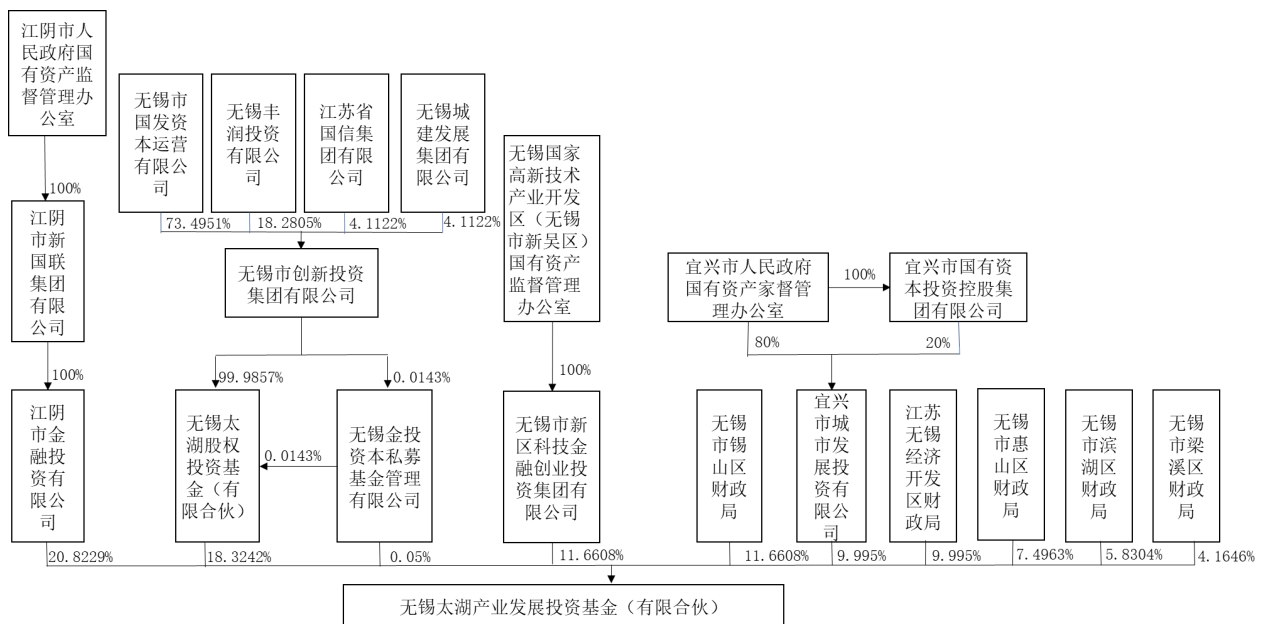 江阴市人
民政府国
有资产监
督管理办
公室
无锡市
国发资
本运营
有限公
司
无锡丰
润投资
有限公
司
江苏省
国信集
团有限
公司
无锡城
建发展
集团有
限公司
无锡国家
高新技术
产业开发
区（无锡
市新吴区）
国有资产
监督管理
办公室
100%
73.4951%
18.2805%
4.1122%
4.1122%
江阴
市新
国联
集团
有限
公司
无锡市创新投资
集团有限公司
宜兴市人民政府
国有资产家督管
理办公室
100%
宜兴市国有资
本投资控股集
团有限公司
80%
20%
100%
99.9857%
0.0143%
100%
江阴
市金
融投
资有
限公
司
无锡太
湖股权
投资基
金（有
限合伙）
0.0143%
无锡金投
资本私募
基金管理
有限公司
无锡市新
区科技金
融创业投
资集团有
限公司
无锡
市锡
山区
财政
局
宜兴
市城
市发
展投
资有
限公
司
江苏
无锡
经济
开发
区财
政局
无锡
市惠
山区
财政
局
无锡
市滨
湖区
财政
局
无锡
市梁
溪区
财政
局
20.8229%
18.3242%
0.05%
11.6608%
11.6608%
9.995%
9.995%
7.4963%
5.8304%
4.1646%
无锡太湖产业发展投资基金（有限合伙）